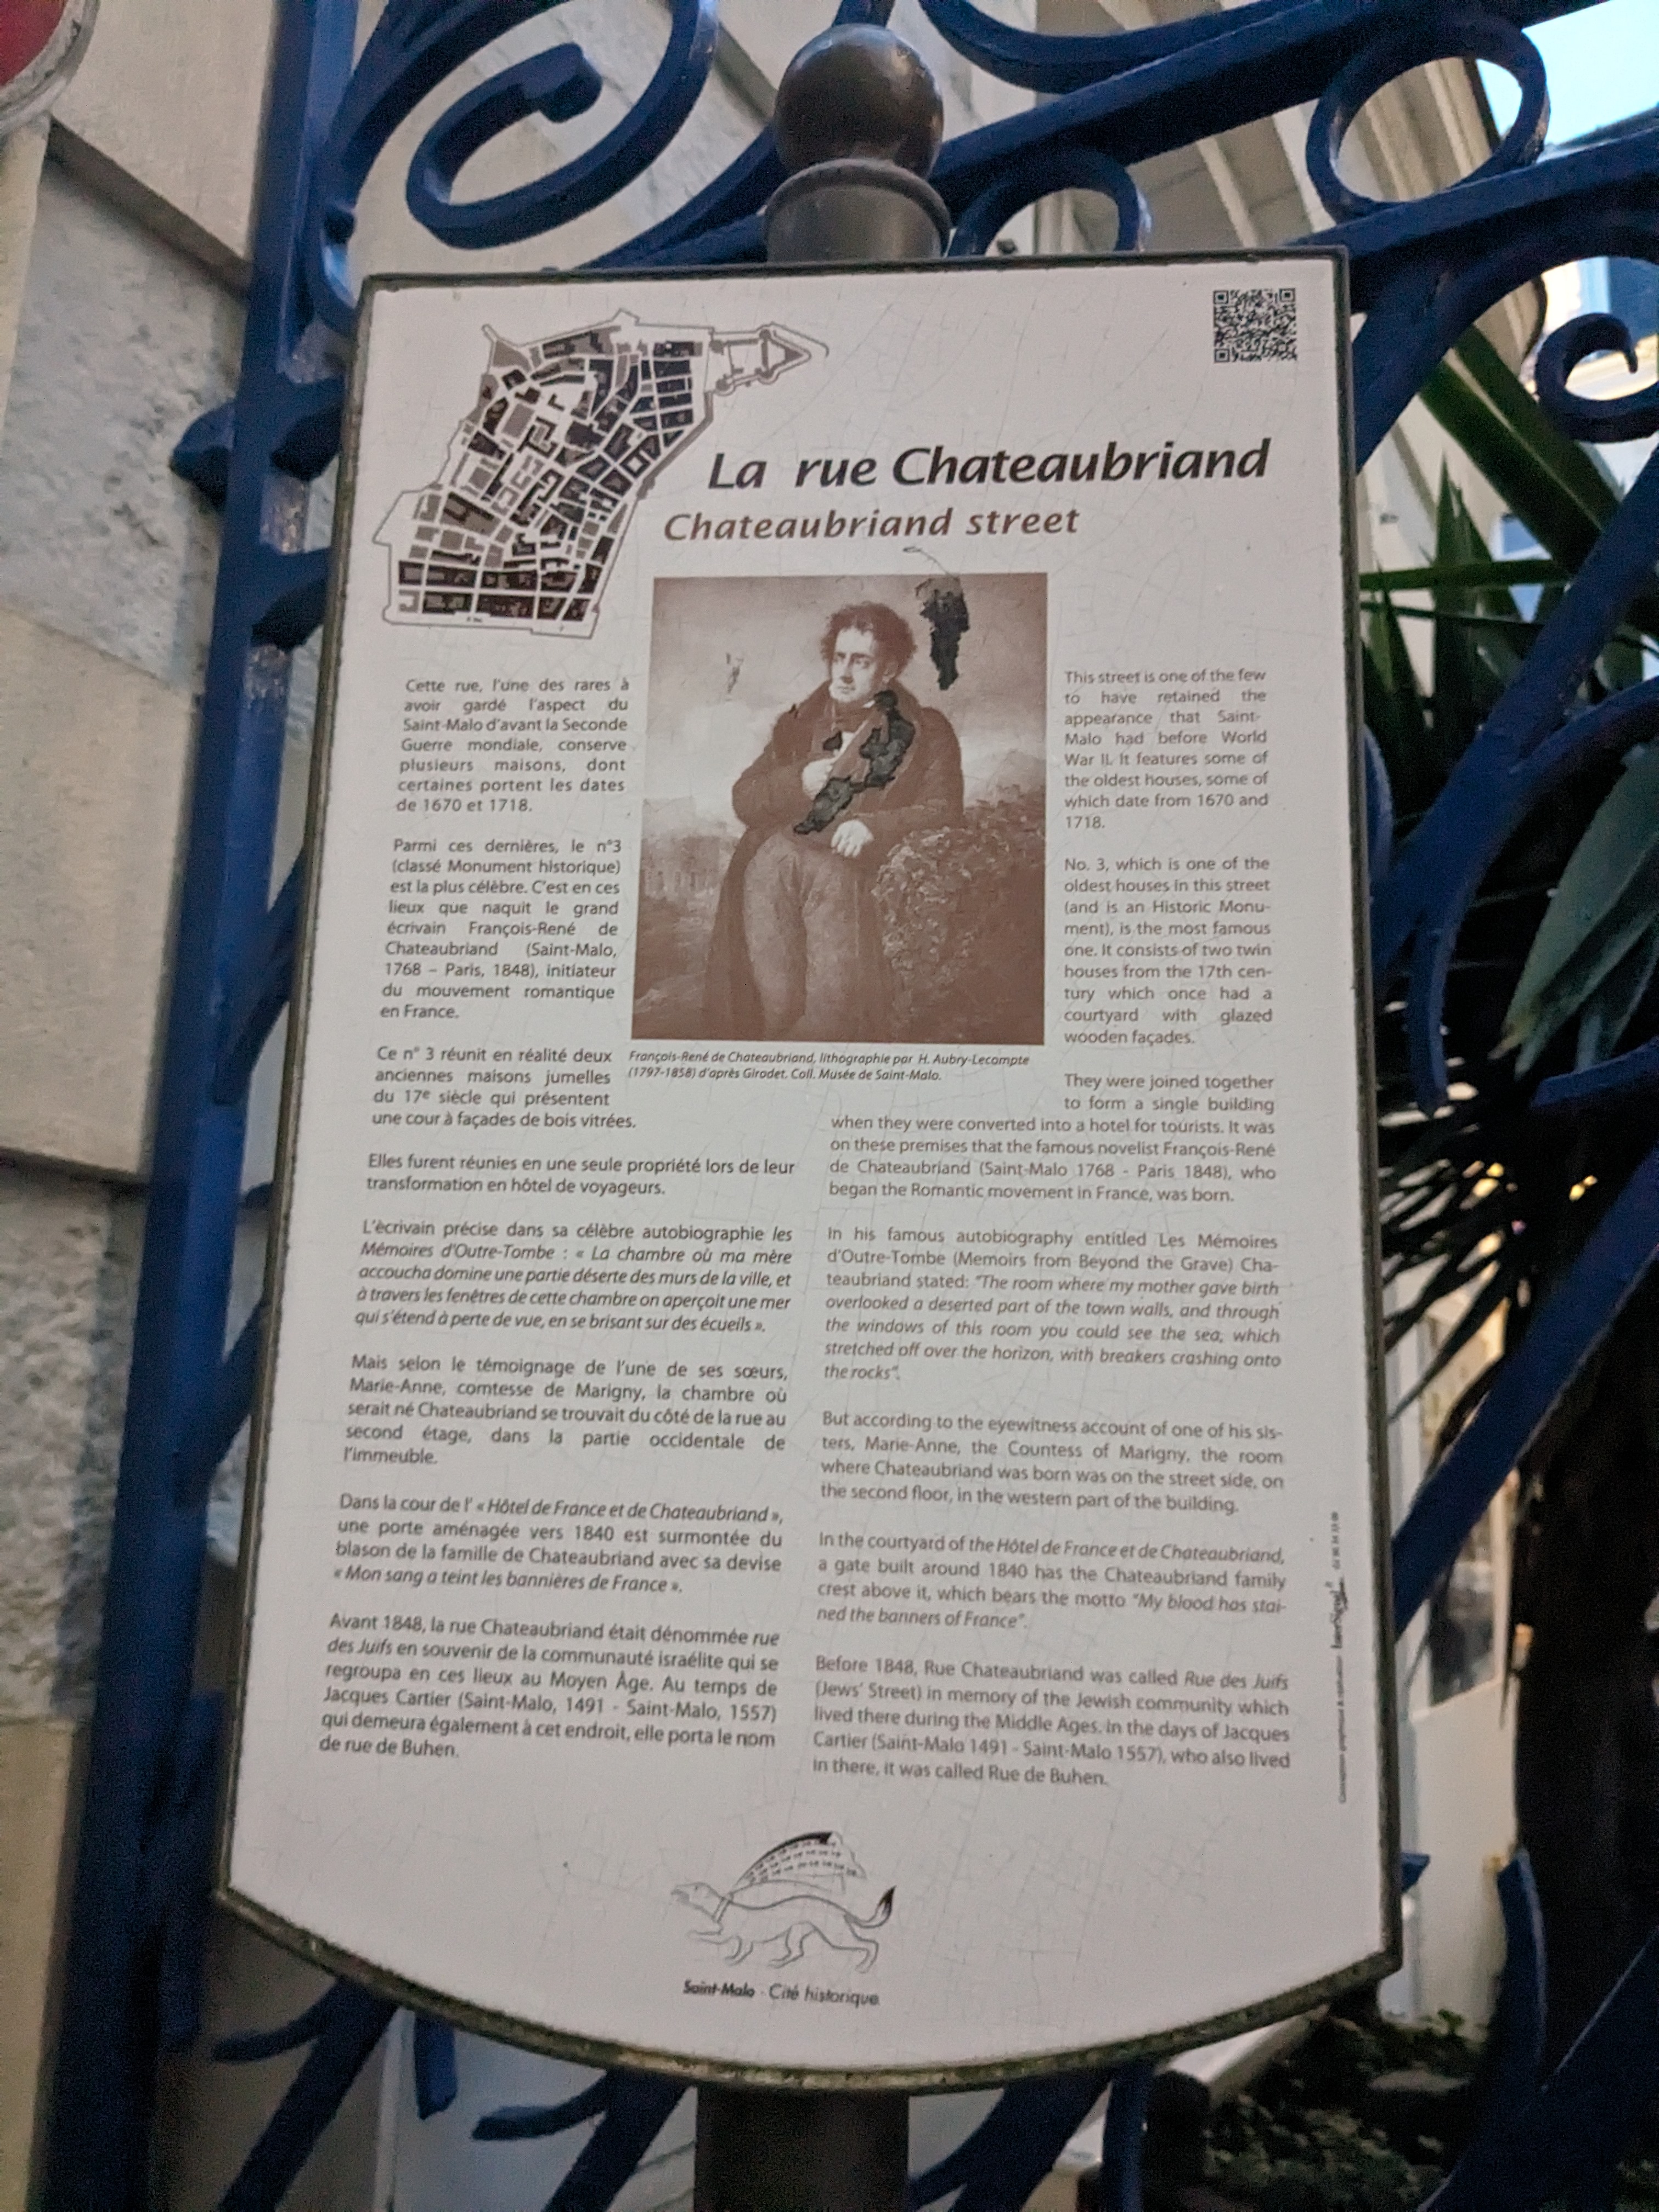 La rue Chateaubriand
Chateaubriand street
Cette rue, l'une des rares à
avoir gardé l'aspect du
Saint-Malo d'avant la Seconde
Guerre mondiale, conserve
plusieurs maisons, dont
certaines portent les dates
de 1670 et 1718.
Parmi ces dernières, le n°3
(classé Monument historique)
est la plus célèbre. C'est en ces
lieux que naquit le grand
écrivain François-René de
Chateaubriand (Saint-Malo,
1768 – Paris, 1848), initiateur
du mouvement romantique
en France.
Ce n° 3 réunit en réalité deux
anciennes maisons jumelles
du 17e siècle qui présentent
une cour à façades de bois vitrées.
Elles furent réunies en une seule propriété lors de leur
transformation en hôtel de voyageurs.
L'ècrivain précise dans sa célèbre autobiographie les
Mémoires d'Outre-Tombe : « La chambre où ma mère
accoucha domine une partie déserte des murs de la ville, et
à travers les fenêtres de cette chambre on aperçoit une mer
qui s'étend à perte de vue, en se brisant sur des écueils ».
Mais selon le témoignage de l'une de ses sœurs,
Marie-Anne, comtesse de Marigny, la chambre où
serait né Chateaubriand se trouvait du côté de la rue au
second étage, dans la partie occidentale de
l'immeuble.
Dans la cour de l' « Hôtel de France et de Chateaubriand »,
une porte aménagée vers 1840 est surmontée du
blason de la famille de Chateaubriand avec sa devise
« Mon sang a teint les bannières de France ».
Avant 1848, la rue Chateaubriand était dénommée rue
des Juifs en souvenir de la communauté israélite qui se
regroupa en ces lieux au Moyen Âge. Au temps de
Jacques Cartier (Saint-Malo, 1491 - Saint-Malo, 1557)
qui demeura également à cet endroit, elle porta le nom
de rue de Buhen.
François-René de Chateaubriand, lithographie par H. Aubry-Lecompte
(1797-1858) d'après Girodet. Coll. Musée de Saint-Malo.
This street is one of the few
to have retained the
appearance that Saint-
Malo had before World
War II. It features some of
the oldest houses, some of
which date from 1670 and
1718.
No. 3, which is one of the
oldest houses in this street
(and is an Historic Monu-
ment), is the most famous
one. It consists of two twin
houses from the 17th cen-
tury which once had a
courtyard with glazed
wooden façades.
They were joined together
to form a single building
when they were converted into a hotel for tourists. It was
on these premises that the famous novelist François-René
de Chateaubriand (Saint-Malo 1768 - Paris 1848), who
began the Romantic movement in France, was born.
In his famous autobiography entitled Les Mémoires
d'Outre-Tombe (Memoirs from Beyond the Grave) Cha-
teaubriand stated: "The room where my mother gave birth
overlooked a deserted part of the town walls, and through
the windows of this room you could see the sea, which
stretched off over the horizon, with breakers crashing onto
the rocks".
But according to the eyewitness account of one of his sis-
ters, Marie-Anne, the Countess of Marigny, the room
where Chateaubriand was born was on the street side, on
the second floor, in the western part of the building.
In the courtyard of the Hôtel de France et de Chateaubriand,
a gate built around 1840 has the Chateaubriand family
crest above it, which bears the motto "My blood has stai-
ned the banners of France".
Before 1848, Rue Chateaubriand was called Rue des Juifs
(Jews' Street) in memory of the Jewish community which
lived there during the Middle Ages. In the days of Jacques
Cartier (Saint-Malo 1491 - Saint-Malo 1557), who also lived
in there, it was called Rue de Buhen.
Saint-Malo - Cité historique